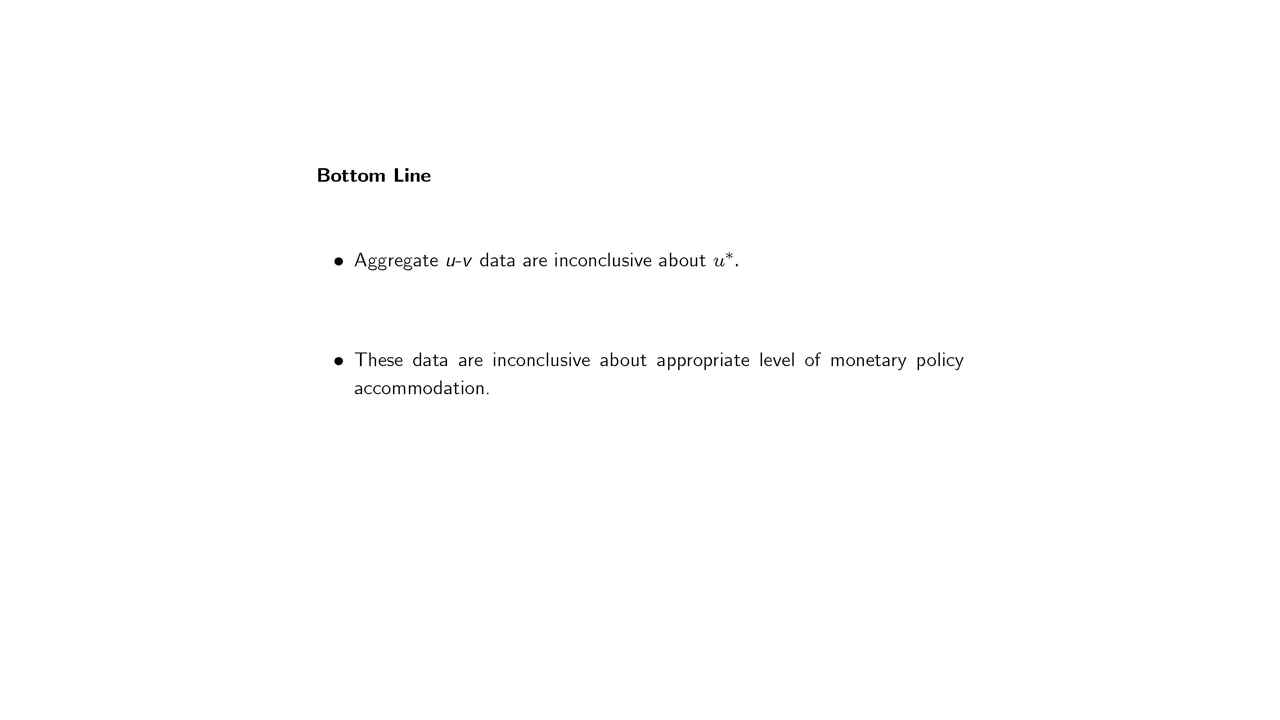 Bottom Line
• Aggregate u-v data are inconclusive about u*.
• These data are inconclusive about appropriate level of monetary policy
accommodation.